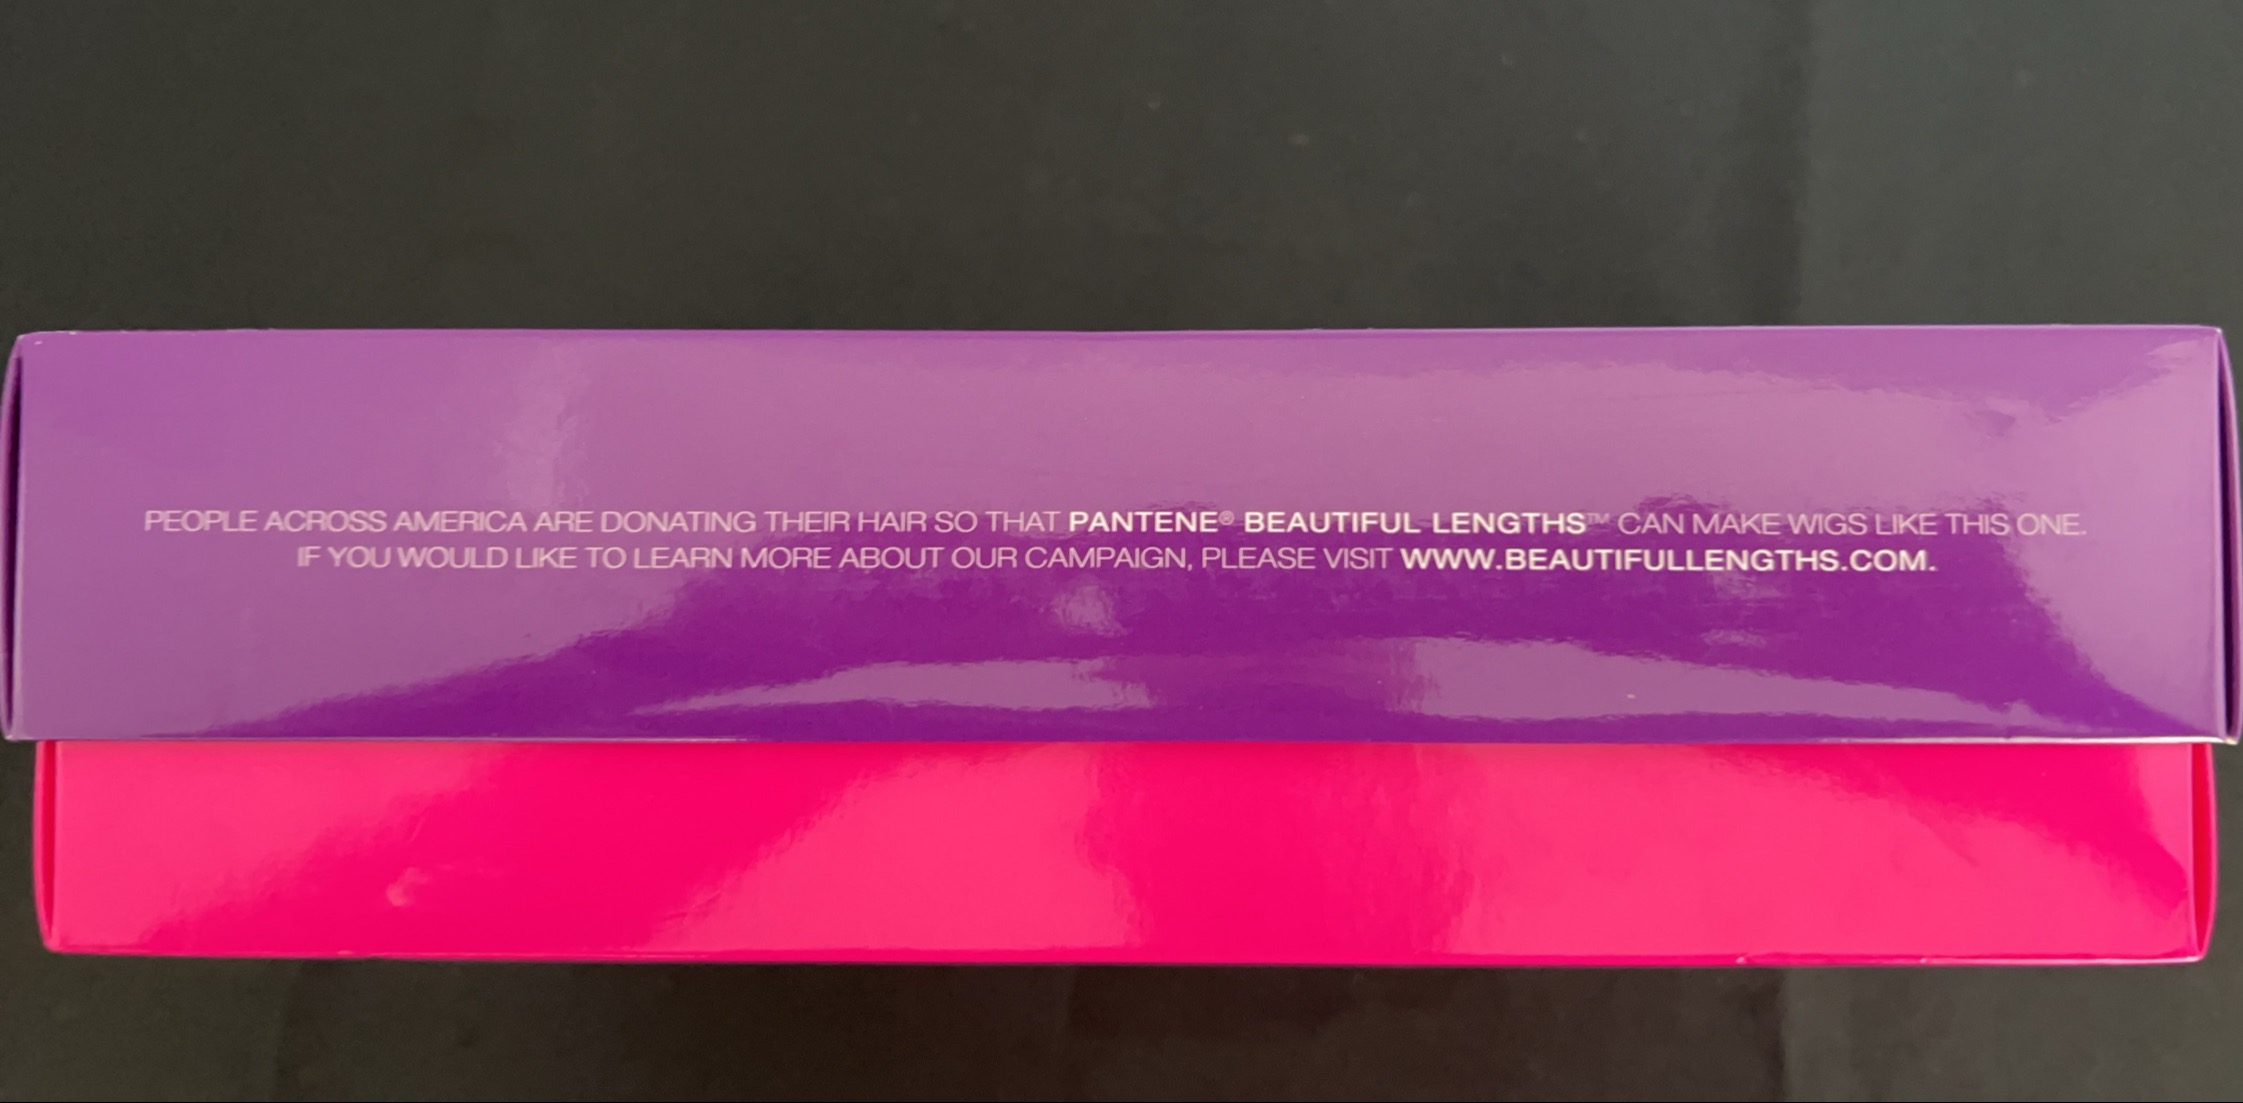 PEOPLE ACROSS AMERICA ARE DONATING THEIR HAIR SO THAT PANTENE® BEAUTIFUL LENGTHS™ CAN MAKE WIGS LIKE THIS ONE.
IF YOU WOULD LIKE TO LEARN MORE ABOUT OUR CAMPAIGN, PLEASE VISIT WWW.BEAUTIFULLENGTHS.COM.